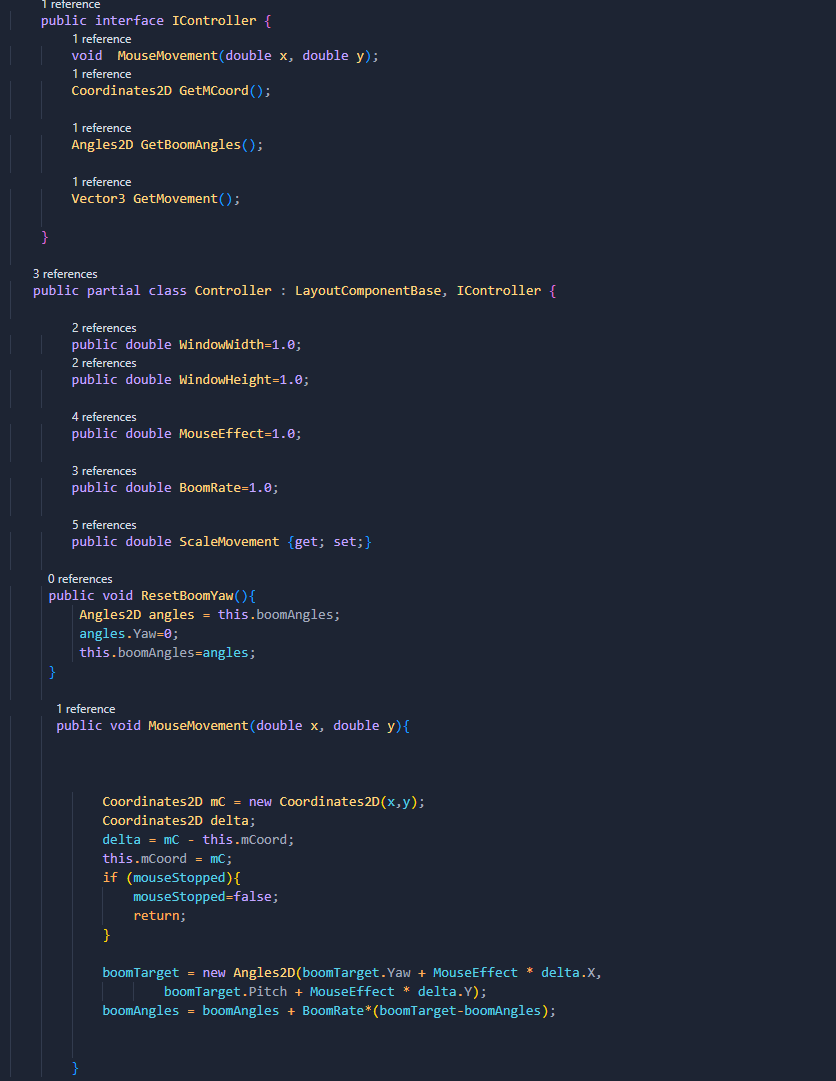 1 reference
public interface IController {
1 reference
void  MouseMovement(double x, double y);
1 reference
Coordinates2D GetMCoord();
1 reference
Angles2D GetBoomAngles();
1 reference
Vector3 GetMovement();
}
3 references
public partial class Controller : LayoutComponentBase, IController {
2 references
public double WindowWidth=1.0;
2 references
public double WindowHeight=1.0;
4 references
public double MouseEffect=1.0;
3 references
public double BoomRate=1.0;
5 references
public double ScaleMovement {get; set;}
0 references
public void ResetBoomYaw(){
Angles2D angles = this.boomAngles;
angles.Yaw=0;
this.boomAngles=angles;
}
1 reference
public void MouseMovement(double x, double y){
Coordinates2D mC = new Coordinates2D(x,y);
Coordinates2D delta;
delta = mC - this.mCoord;
this.mCoord = mC;
if (mouseStopped){
mouseStopped=false;
return;
}
boomTarget = new Angles2D(boomTarget.Yaw + MouseEffect * delta.X,
boomTarget.Pitch + MouseEffect * delta.Y);
boomAngles = boomAngles + BoomRate*(boomTarget-boomAngles);
}